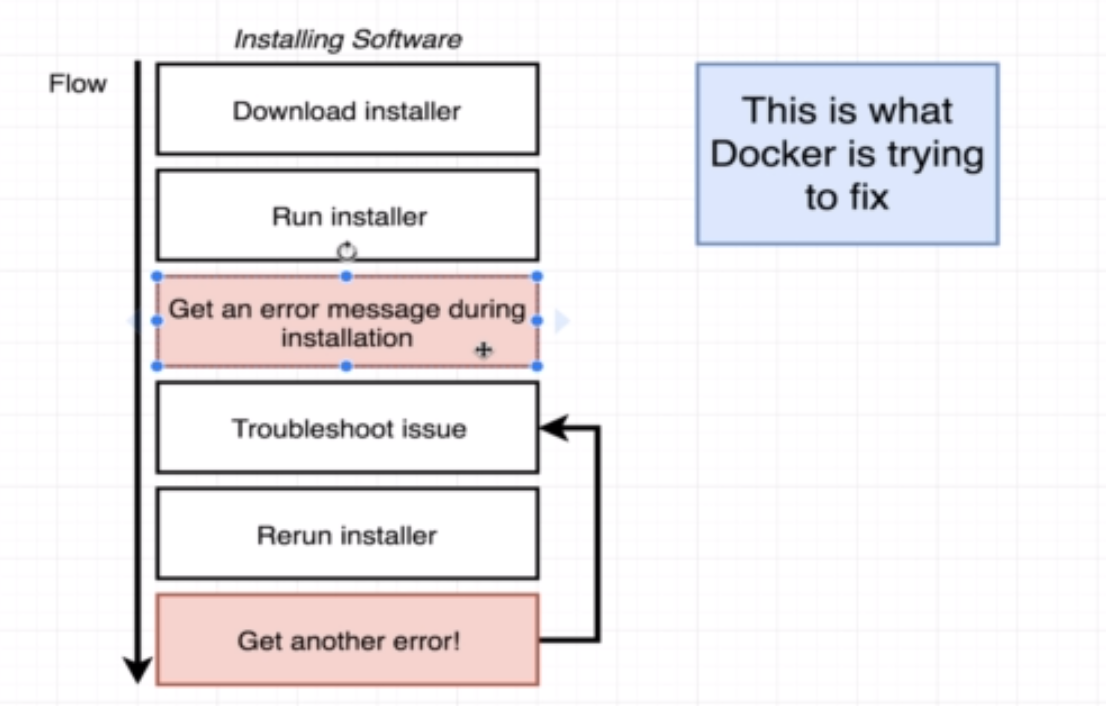 Installing Software
Flow
Download installer
Run installer
Get an error message during
installation
Troubleshoot issue
Rerun installer
Get another error!
This is what
Docker is trying
to fix